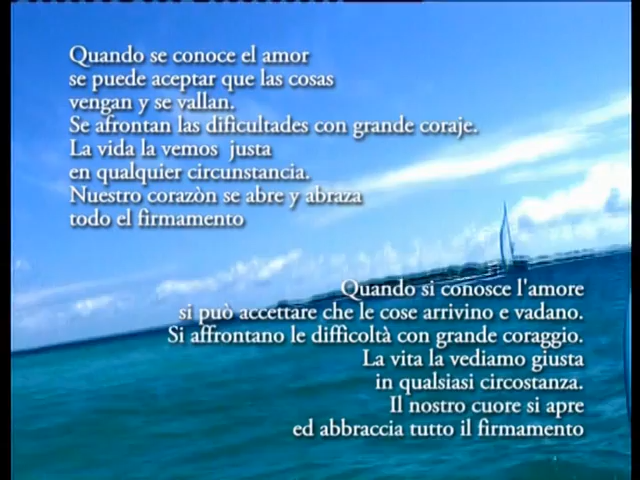 Quando se conoce el amor
se puede aceptar que las cosas
vengan y se vallan.
Se afrontan las dificultades con grande coraje.
La vida la vemos justa
en qualquier circunstancia.
Nuestro corazòn se abre y abraza
todo el firmamento
Quando si conosce l'amore
si può accettare che le cose arrivino e vadano.
Si affrontano le difficoltà con grande coraggio.
La vita la vediamo giusta
in qualsiasi circostanza.
Il nostro cuore si apre
ed abbraccia tutto il firmamento